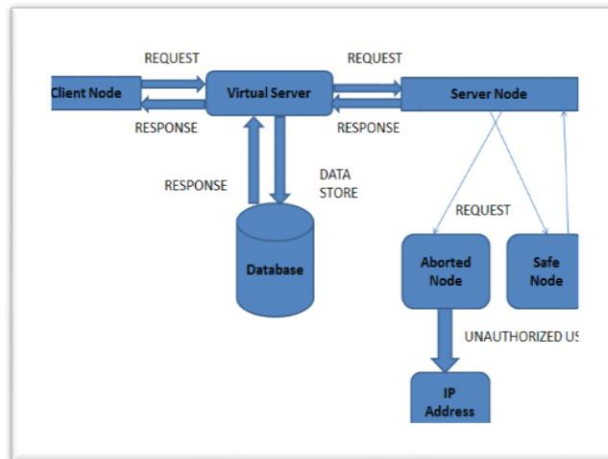 REQUEST
REQUEST
Client Node
Virtual Server
Server Node
RESPONSE
RESPONSE
RESPONSE
DATA
STORE
REQUEST
Database
Aborted
Node
Safe
Node
UNAUTHORIZED US
IP
Address